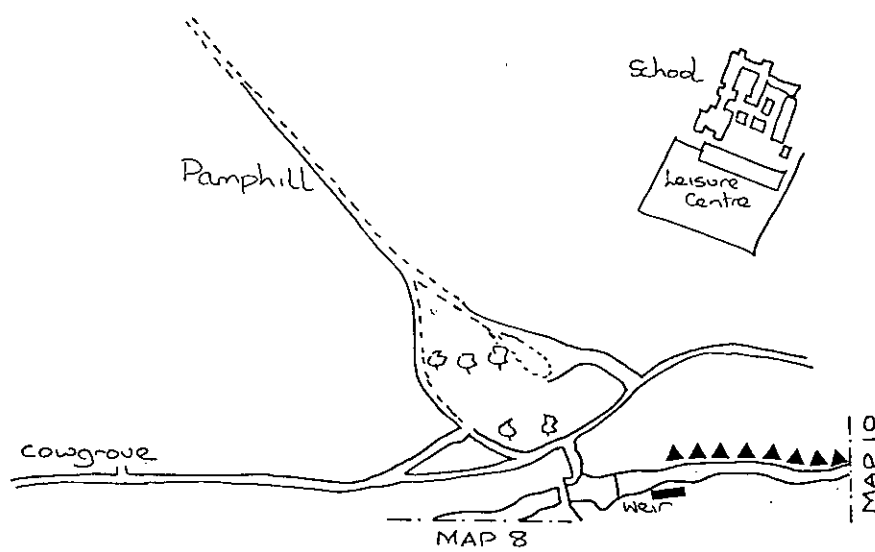 School
Pamphill
Leisure
Centre
Cowgrove
Weir
MAP 10
MAP 8